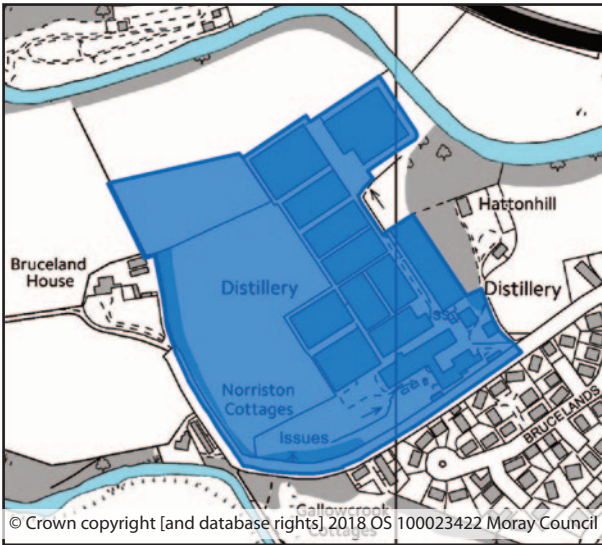 Hattonhill
Bruceland
House
Distillery
Distillery
Norriston
Cottages
BRUCELANDS
Issues
Gallowcrook
Cottages
© Crown copyright [and database rights] 2018 OS 100023422 Moray Council